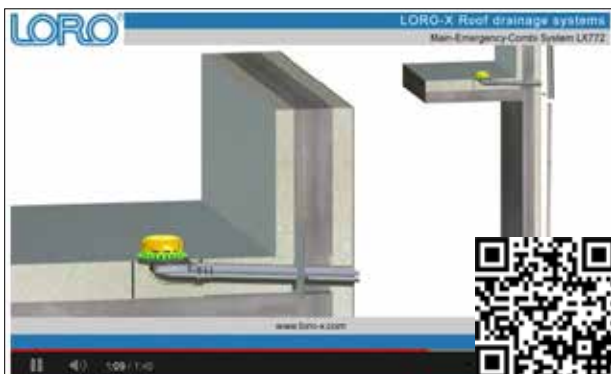 LORO®
LORO-X Roof drainage systems
Main-Emergency-Combi System LX772
www.loro-x.com
1:09 / 1:40